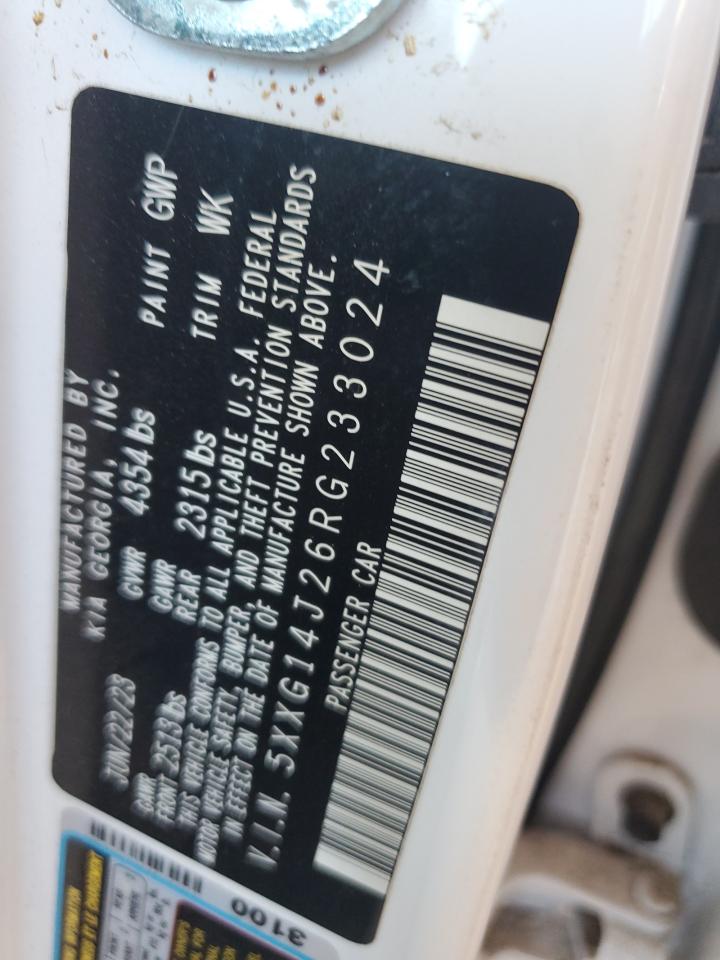 MANUFACTURED BY
JUN/22/23 KIA GEORGIA, INC.
GVWR 4354 lbs PAINT GWP
GAWR GAWR
FRONT 2513 lbs REAR 2315 lbs TRIM WK
THIS VEHICLE CONFORMS TO ALL APPLICABLE U.S.A. FEDERAL
MOTOR VEHICLE SAFETY, BUMPER, AND THEFT PREVENTION STANDARDS
IN EFFECT ON THE DATE OF MANUFACTURE SHOWN ABOVE.
V.I.N. 5XXG14J26RG233024
PASSENGER CAR
3100